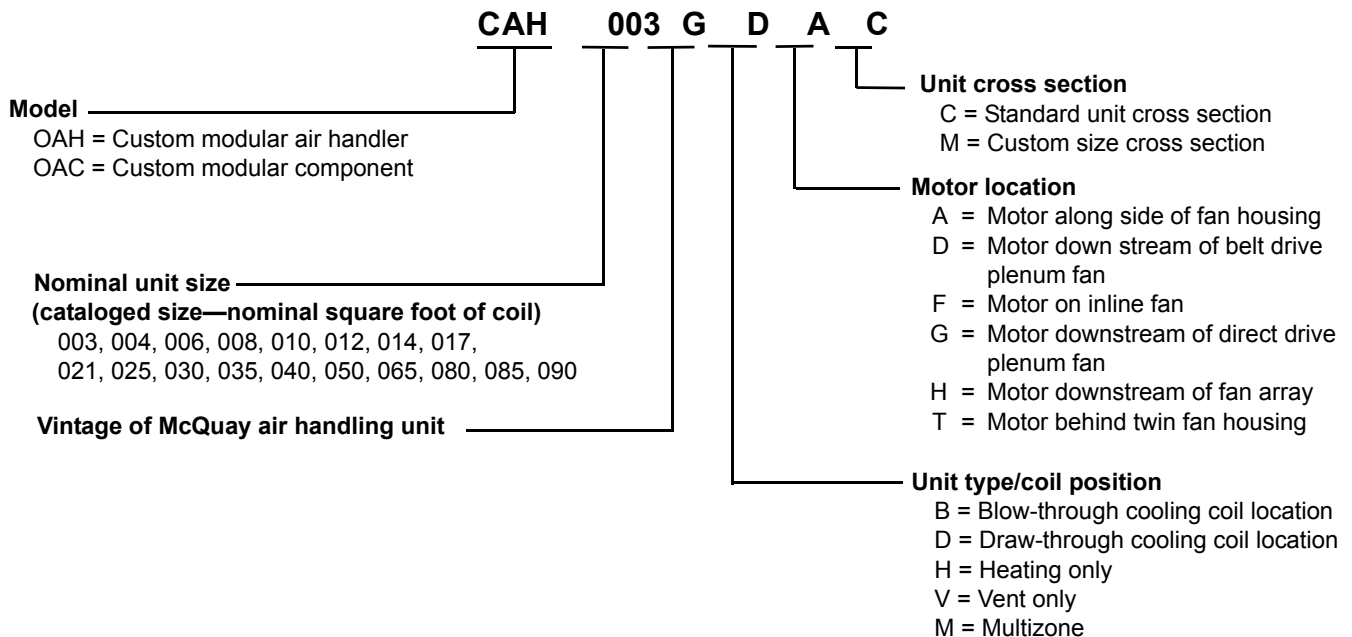 CAH 003 G D A C
Model
OAH = Custom modular air handler
OAC = Custom modular component
Nominal unit size
(cataloged size—nominal square foot of coil)
003, 004, 006, 008, 010, 012, 014, 017,
021, 025, 030, 035, 040, 050, 065, 080, 085, 090
Vintage of McQuay air handling unit
Unit cross section
C = Standard unit cross section
M = Custom size cross section
Motor location
A = Motor along side of fan housing
D = Motor down stream of belt drive
plenum fan
F = Motor on inline fan
G = Motor downstream of direct drive
plenum fan
H = Motor downstream of fan array
T = Motor behind twin fan housing
Unit type/coil position
B = Blow-through cooling coil location
D = Draw-through cooling coil location
H = Heating only
V = Vent only
M = Multizone